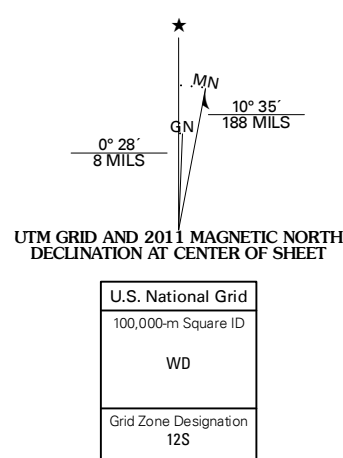 MN
GN
10° 35´
188 MILS
0° 28´
8 MILS
UTM GRID AND 2011 MAGNETIC NORTH
DECLINATION AT CENTER OF SHEET
U.S. National Grid
100,000-m Square ID
WD
Grid Zone Designation
12S